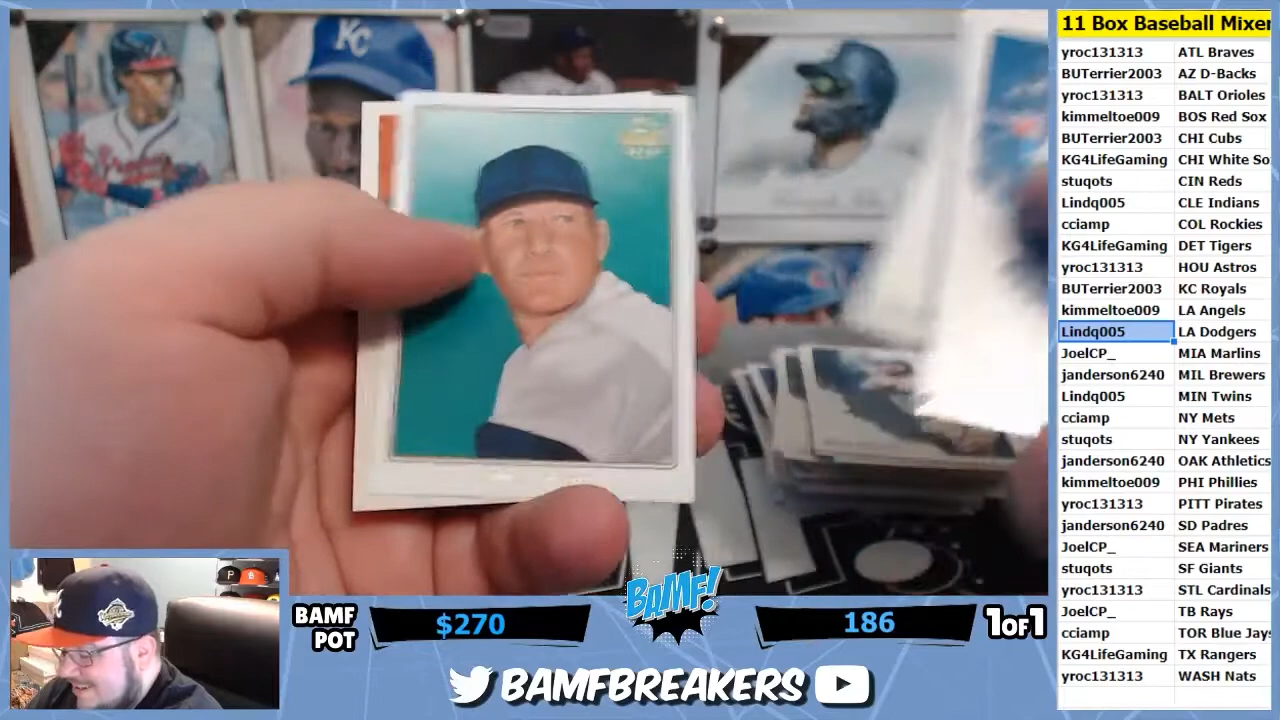 11 Box Baseball Mixer
yroc131313 ATL Braves
BUTerrier2003 AZ D-Backs
yroc131313 BALT Orioles
kimmeltoe009 BOS Red Sox
BUTerrier2003 CHI Cubs
KG4LifeGaming CHI White So
stuqots CIN Reds
Lindq005 CLE Indians
cciamp COL Rockies
KG4LifeGaming DET Tigers
yroc131313 HOU Astros
BUTerrier2003 KC Royals
kimmeltoe009 LA Angels
Lindq005 LA Dodgers
JoelCP_ MIA Marlins
janderson6240 MIL Brewers
Lindq005 MIN Twins
cciamp NY Mets
stuqots NY Yankees
janderson6240 OAK Athletics
kimmeltoe009 PHI Phillies
yroc131313 PITT Pirates
janderson6240 SD Padres
JoelCP_ SEA Mariners
stuqots SF Giants
yroc131313 STL Cardinals
JoelCP_ TB Rays
cciamp TOR Blue Jays
KG4LifeGaming TX Rangers
yroc131313 WASH Nats
KC
Braves
BAMF POT
$270
BAMF!
186
1OF1
BAMFBREAKERS